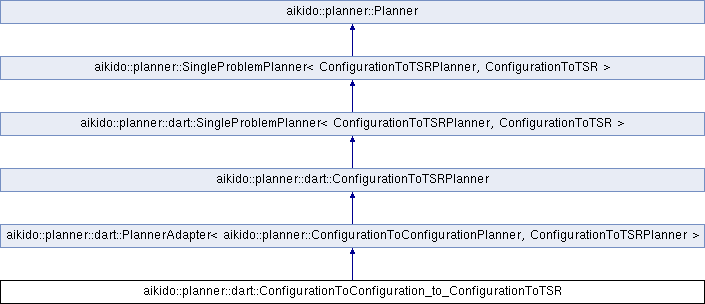 aikido::planner::Planner
aikido::planner::SingleProblemPlanner< ConfigurationToTSRPlanner, ConfigurationToTSR >
aikido::planner::dart::SingleProblemPlanner< ConfigurationToTSRPlanner, ConfigurationToTSR >
aikido::planner::dart::ConfigurationToTSRPlanner
aikido::planner::dart::PlannerAdapter< aikido::planner::ConfigurationToConfigurationPlanner, ConfigurationToTSRPlanner >
aikido::planner::dart::ConfigurationToConfiguration_to_ConfigurationToTSR